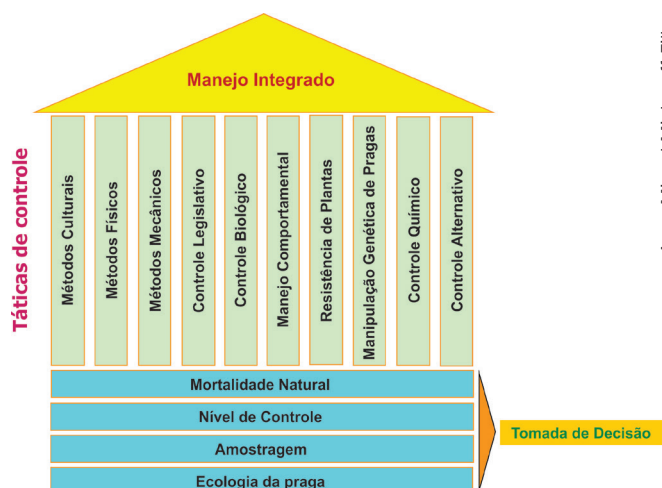 Manejo Integrado
Táticas de controle
Métodos Culturais
Métodos Físicos
Métodos Mecânicos
Controle Legislativo
Controle Biológico
Manejo Comportamental
Resistência de Plantas
Manipulação Genética de Pragas
Controle Químico
Controle Alternativo
Mortalidade Natural
Nível de Controle
Amostragem
Ecologia da praga
Tomada de Decisão